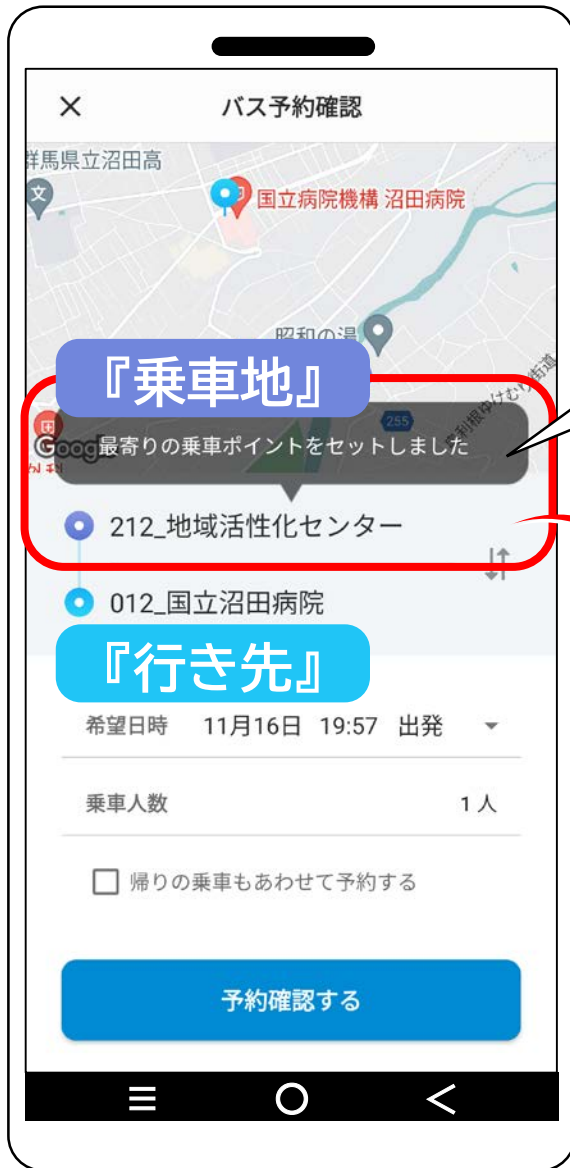 バス予約確認
群馬県立沼田高
国立病院機構 沼田病院
昭和の湯
『乗車地』
255
最寄りの乗車ポイントをセットしました
212_地域活性化センター
012_国立沼田病院
『行き先』
希望日時 11月16日 19:57 出発
乗車人数 1人
帰りの乗車もあわせて予約する
予約確認する